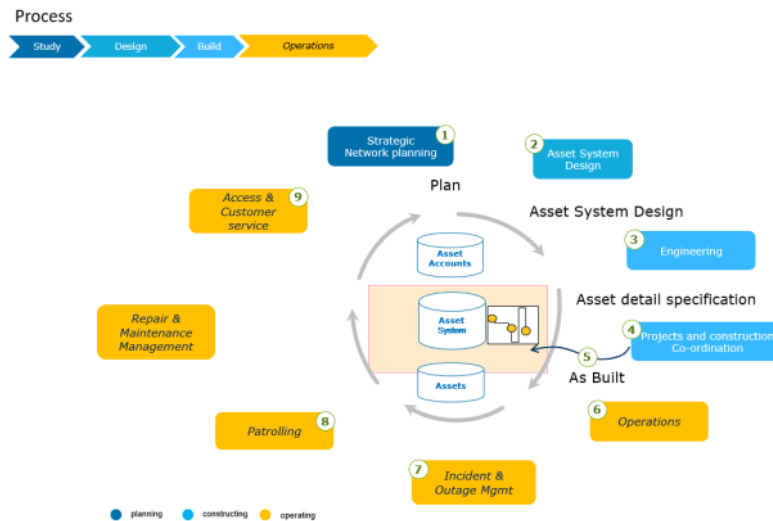 Process
Study
Design
Build
Operations
1
Strategic
Network planning
2
Asset System
Design
Plan
9
Access &
Customer
service
Asset System Design
3
Engineering
Asset
Accounts
Asset detail specification
Repair &
Maintenance
Management
Asset
System
4
Projects and construction
Co-ordination
5
As Built
Assets
6
Operations
8
Patrolling
7
Incident &
Outage Mgmt
planning
constructing
operating